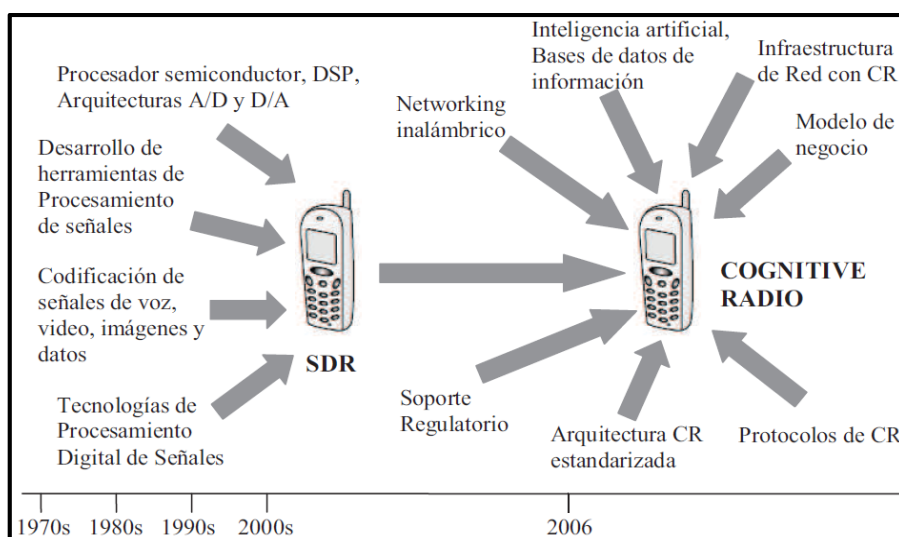 Procesador semiconductor, DSP,
Arquitecturas A/D y D/A
Desarrollo de
herramientas de
Procesamiento
de señales
Codificación de
señales de voz,
video, imágenes y
datos
Tecnologías de
Procesamiento
Digital de Señales
SDR
Networking
inalámbrico
Inteligencia artificial,
Bases de datos de
información
Infraestructura
de Red con CR
Modelo de
negocio
COGNITIVE
RADIO
Soporte
Regulatorio
Arquitectura CR
estandarizada
Protocolos de CR
1970s 1980s 1990s 2000s 2006